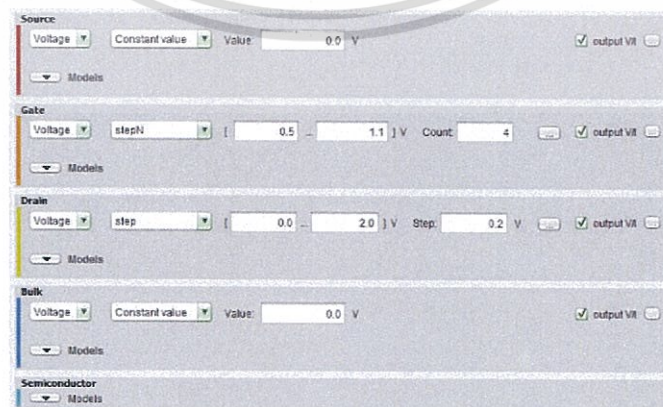 Source
Voltage Constant value Value: 0.0 V output V/I
Models
Gate
Voltage stepN [ 0.5 ... 1.1 ] V Count: 4 ... output V/I
Models
Drain
Voltage step [ 0.0 ... 2.0 ] V Step: 0.2 V ... output V/I
Models
Bulk
Voltage Constant value Value: 0.0 V output V/I
Models
Semiconductor
Models